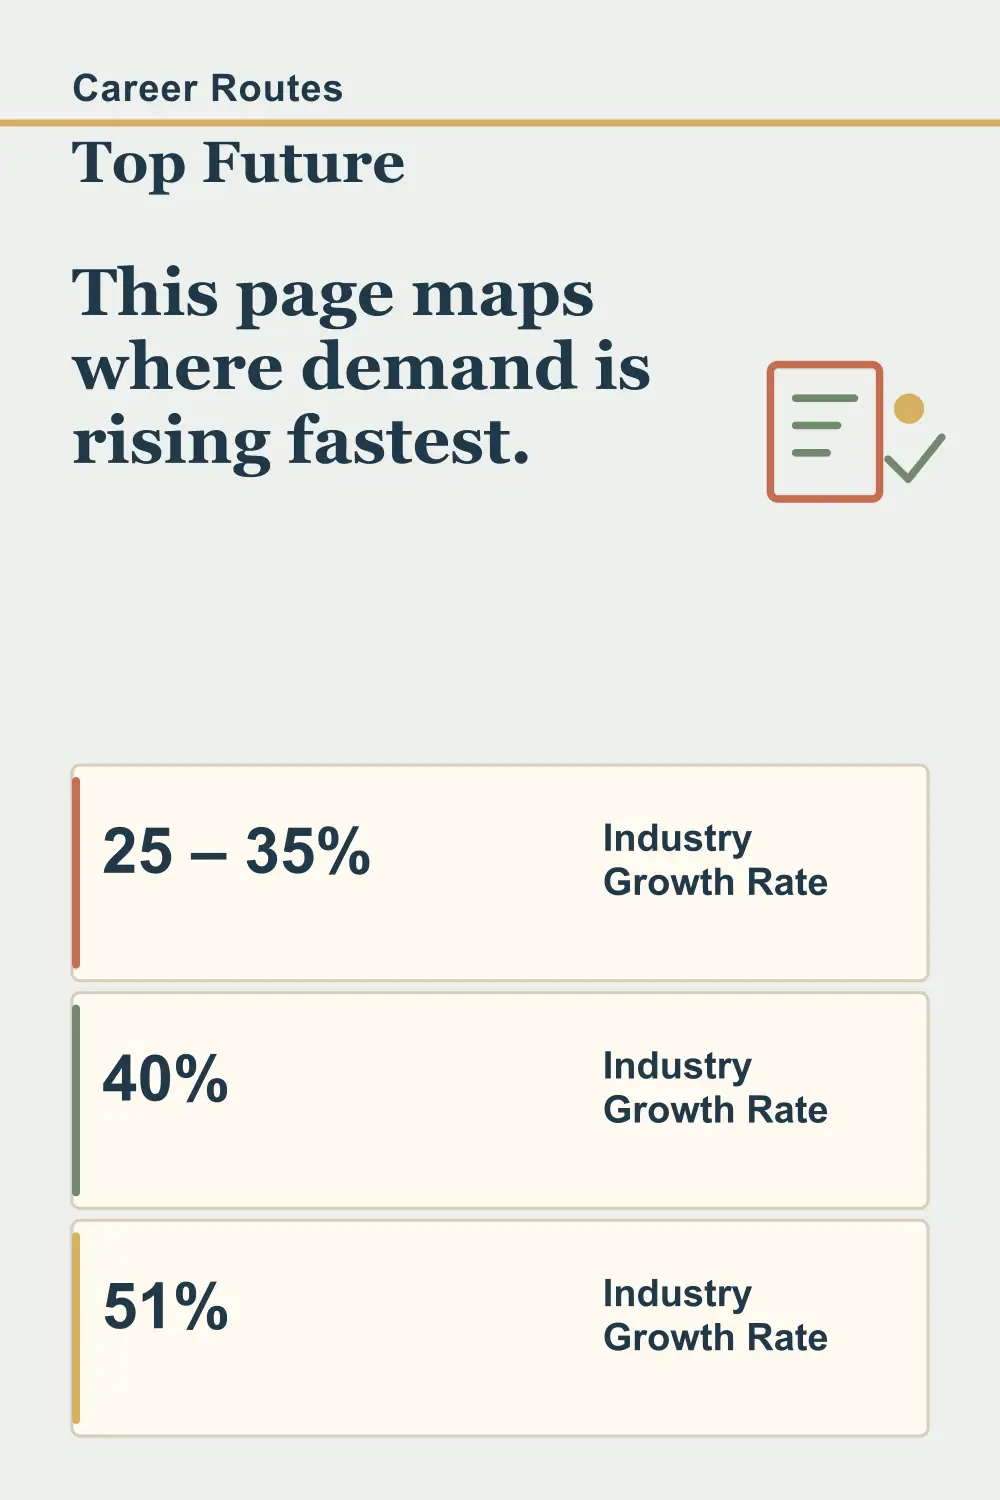 Career Routes
Top Future
This page maps
where demand is
rising fastest.
25 – 35%
Industry
Growth Rate
40%
Industry
Growth Rate
51%
Industry
Growth Rate